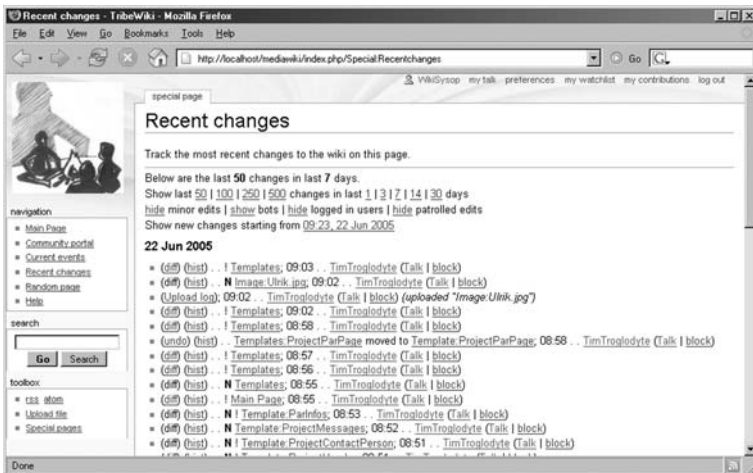 Recent changes - TribeWiki - Mozilla Firefox
File Edit View Go Bookmarks Tools Help
http://localhost/mediawiki/index.php/Special:Recentchanges Go G
WikiSysop my talk preferences my watchlist my contributions log out
special page
Recent changes
Track the most recent changes to the wiki on this page.
Below are the last 50 changes in last 7 days.
Show last 50 | 100 | 250 | 500 changes in last 1 | 3 | 7 | 14 | 30 days
hide minor edits | show bots | hide logged in users | hide patrolled edits
Show new changes starting from 09:23, 22 Jun 2005
22 Jun 2005
(diff) (hist) . . ! Templates; 09:03 . . TimTroglodyte (Talk | block)
(diff) (hist) . . N Image:Ulrik.jpg; 09:02 . . TimTroglodyte (Talk | block)
(Upload log); 09:02 . . TimTroglodyte (Talk | block) (uploaded "Image:Ulrik.jpg")
(diff) (hist) . . ! Templates; 09:02 . . TimTroglodyte (Talk | block)
(diff) (hist) . . ! Templates; 08:58 . . TimTroglodyte (Talk | block)
(undo) (hist) . . Templates:ProjectParPage moved to Template:ProjectParPage; 08:58 . . TimTroglodyte (Talk | block)
(diff) (hist) . . ! Templates; 08:57 . . TimTroglodyte (Talk | block)
(diff) (hist) . . ! Templates; 08:56 . . TimTroglodyte (Talk | block)
(diff) (hist) . . N Templates; 08:55 . . TimTroglodyte (Talk | block)
(diff) (hist) . . ! Main Page; 08:55 . . TimTroglodyte (Talk | block)
(diff) (hist) . . N ! Template:ParInfos; 08:53 . . TimTroglodyte (Talk | block)
(diff) (hist) . . N ! Template:ProjectMessages; 08:52 . . TimTroglodyte (Talk | block)
(diff) (hist) . . N ! Template:ProjectContactPerson; 08:51 . . TimTroglodyte (Talk | block)
navigation
Main Page
Community portal
Current events
Recent changes
Random page
Help
search
Go Search
toolbox
rss atom
Upload file
Special pages
Done